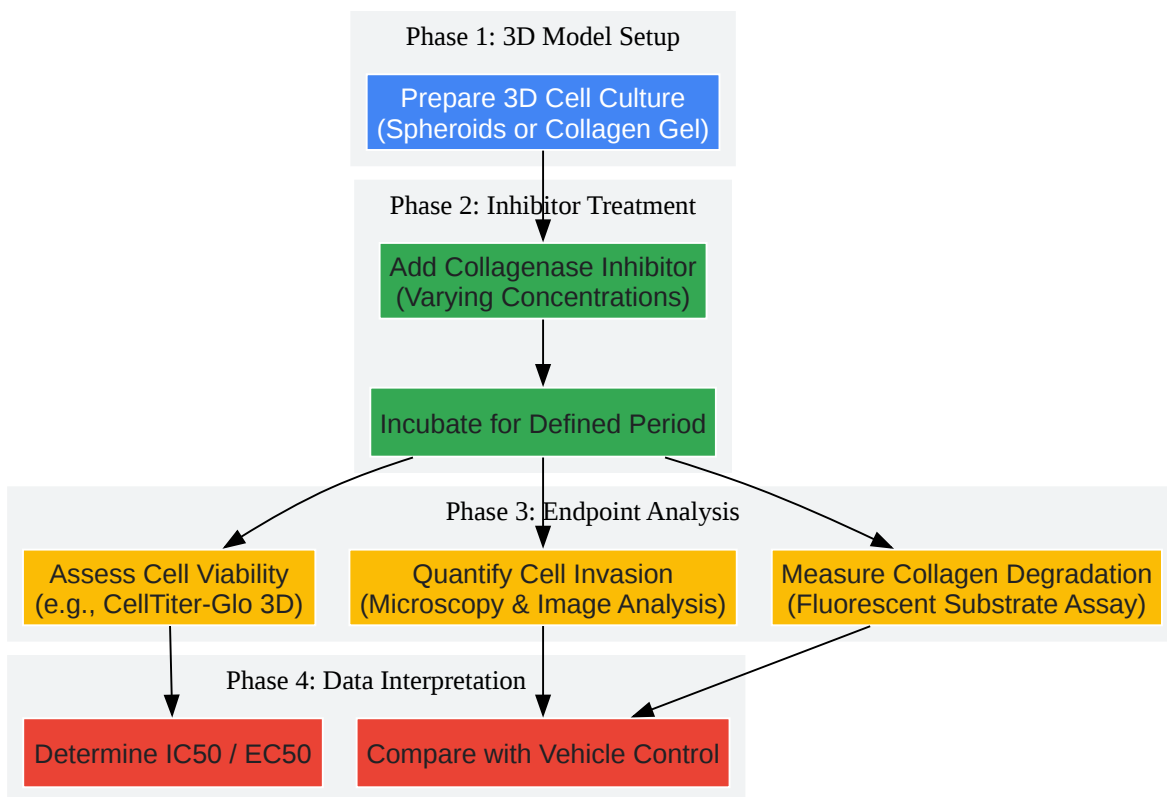 Phase 1: 3D Model Setup
Prepare 3D Cell Culture
(Spheroids or Collagen Gel)
Phase 2: Inhibitor Treatment
Add Collagenase Inhibitor
(Varying Concentrations)
Incubate for Defined Period
Phase 3: Endpoint Analysis
Assess Cell Viability
(e.g., CellTiter-Glo 3D)
Quantify Cell Invasion
(Microscopy & Image Analysis)
Measure Collagen Degradation
(Fluorescent Substrate Assay)
Phase 4: Data Interpretation
Determine IC50 / EC50
Compare with Vehicle Control